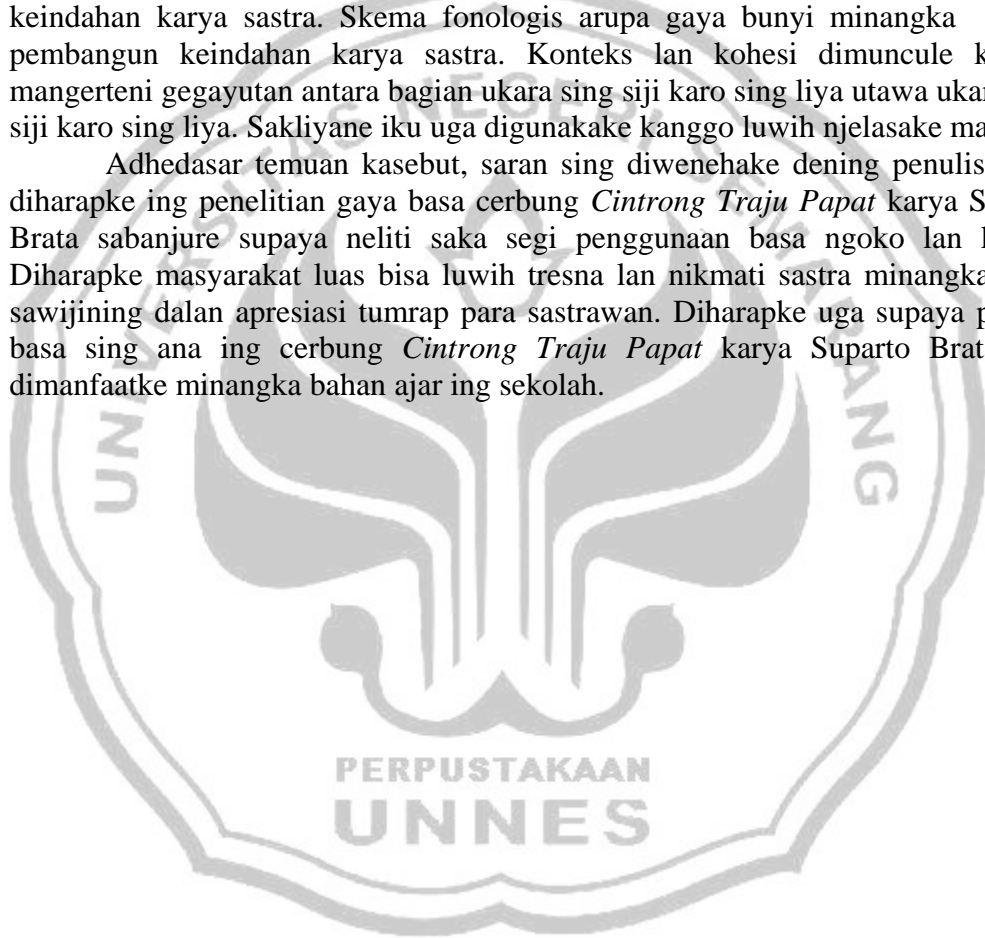 keindahan karya sastra. Skema fonologis arupa gaya bunyi minangka
pembangun keindahan karya sastra. Konteks lan kohesi dimuncule
mangerteni gegayutan antara bagian ukara sing siji karo sing liya utawa
siji karo sing liya. Sakliyane iku uga digunakake kanggo luwih njelasake
Adhedasar temuan kasebut, saran sing diwenehake dening penulis
diharapke ing penelitian gaya basa cerbung Cintrong Traju Papat karya
Brata sabanjure supaya neliti saka segi penggunaan basa ngoko lan
Diharapke masyarakat luas bisa luwih tresna lan nikmati sastra minangka
sawijining dalan apresiasi tumrap para sastrawan. Diharapke uga supaya
basa sing ana ing cerbung Cintrong Traju Papat karya Suparto
dimanfaatke minangka bahan ajar ing sekolah.
UNIVERSITAS NEGERI SEMARANG
PERPUSTAKAAN
UNNES